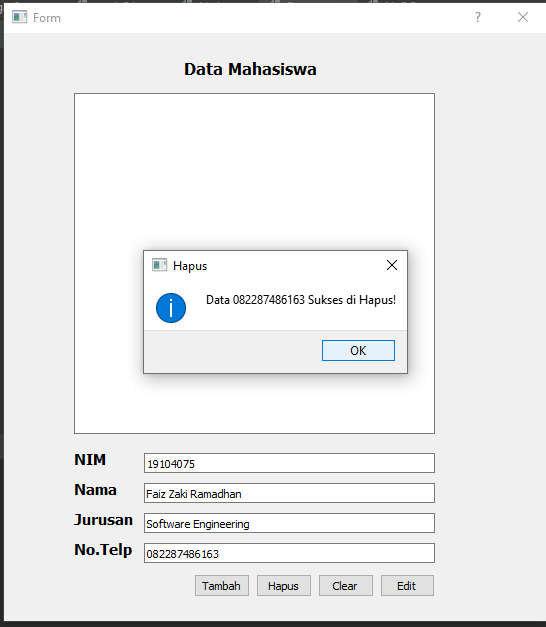 Form
Data Mahasiswa
Hapus
Data 082287486163 Sukses di Hapus!
OK
NIM 19104075
Nama Faiz Zaki Ramadhan
Jurusan Software Engineering
No.Telp 082287486163
Tambah Hapus Clear Edit